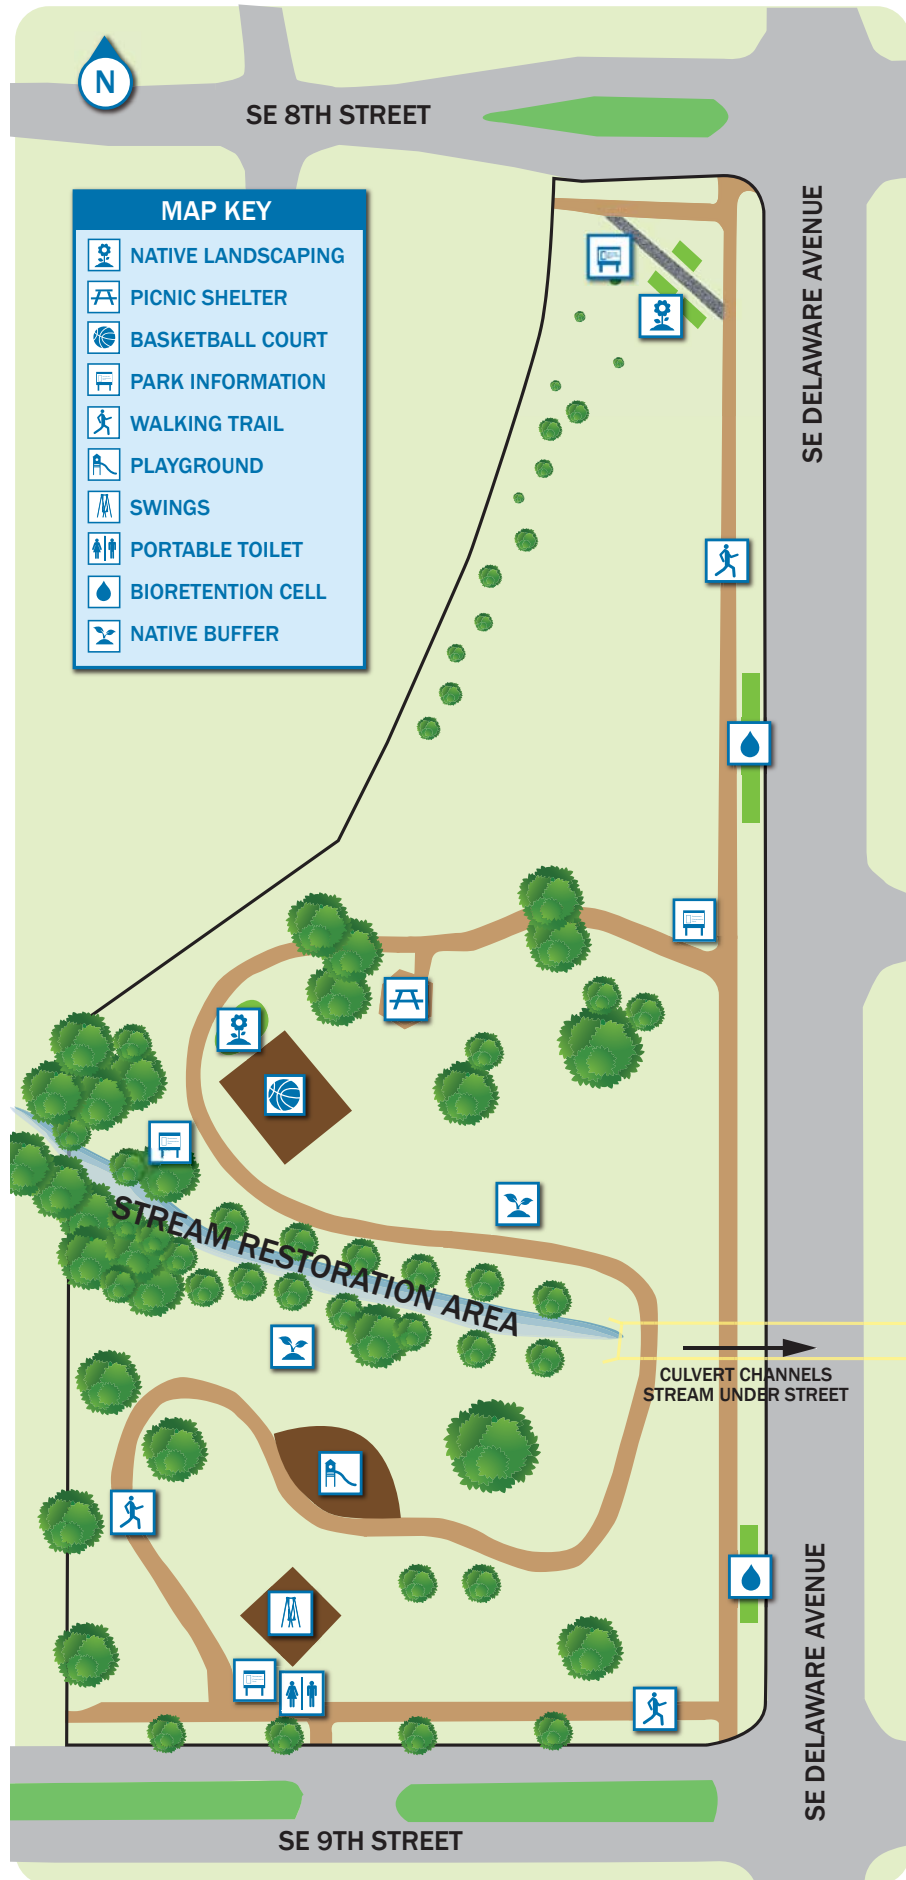 N
SE 8TH STREET
MAP KEY
NATIVE LANDSCAPING
PICNIC SHELTER
BASKETBALL COURT
PARK INFORMATION
WALKING TRAIL
PLAYGROUND
SWINGS
PORTABLE TOILET
BIORETENTION CELL
NATIVE BUFFER
SE DELAWARE AVENUE
STREAM RESTORATION AREA
CULVERT CHANNELS
STREAM UNDER STREET
SE DELAWARE AVENUE
SE 9TH STREET